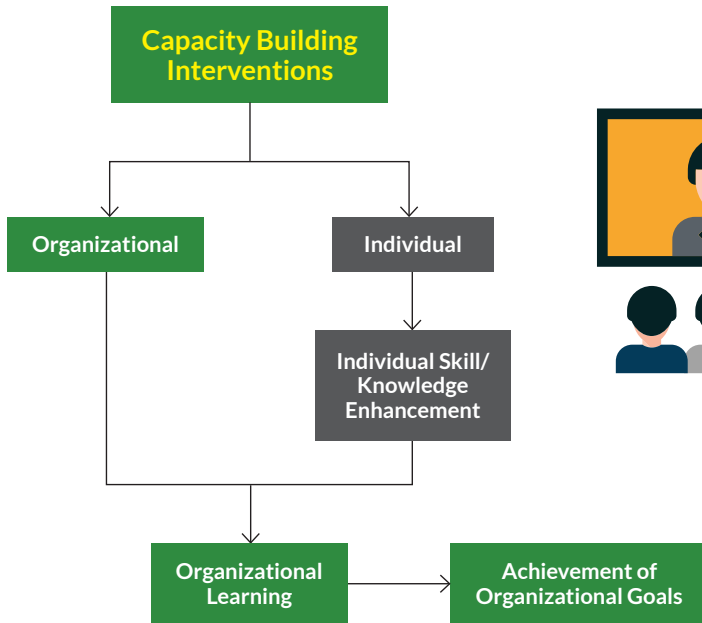 Capacity Building
Interventions
Organizational
Individual
Individual Skill/
Knowledge
Enhancement
Organizational
Learning
Achievement of
Organizational Goals